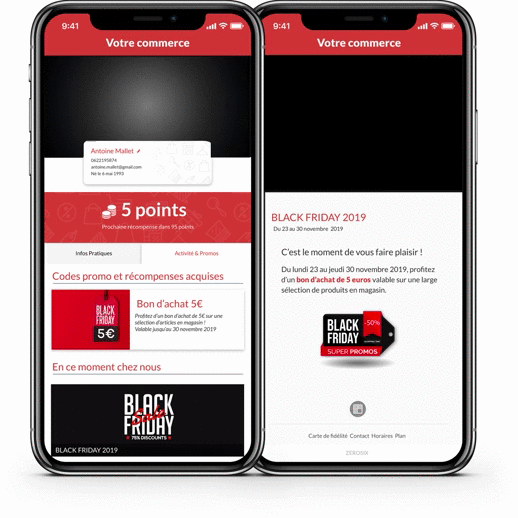 9:41
Votre commerce
Antoine Mallet
0622195874
antoine.mallet@gmail.com
Né le 6 mai 1993
5 points
Prochaine récompense dans 95 points
Infos Pratiques
Activité & Promos
Codes promo et récompenses acquises
BLACK
FRIDAY
5€
Bon d'achat 5€
Profitez d'un bon d'achat de 5€ sur une
sélection d'articles en magasin !
Valable jusqu'au 30 novembre 2019
En ce moment chez nous
BLACK
Sale
FRIDAY
75% DISCOUNTS
BLACK FRIDAY 2019
9:41
Votre commerce
BLACK FRIDAY 2019
Du 23 au 30 novembre 2019
C'est le moment de vous faire plaisir !
Du lundi 23 au jeudi 30 novembre 2019, profitez
d'un bon d'achat de 5 euros valable sur une large
sélection de produits en magasin.
BLACK
FRIDAY
-50%
SUPER PROMOS
Carte de fidélité Contact Horaires Plan